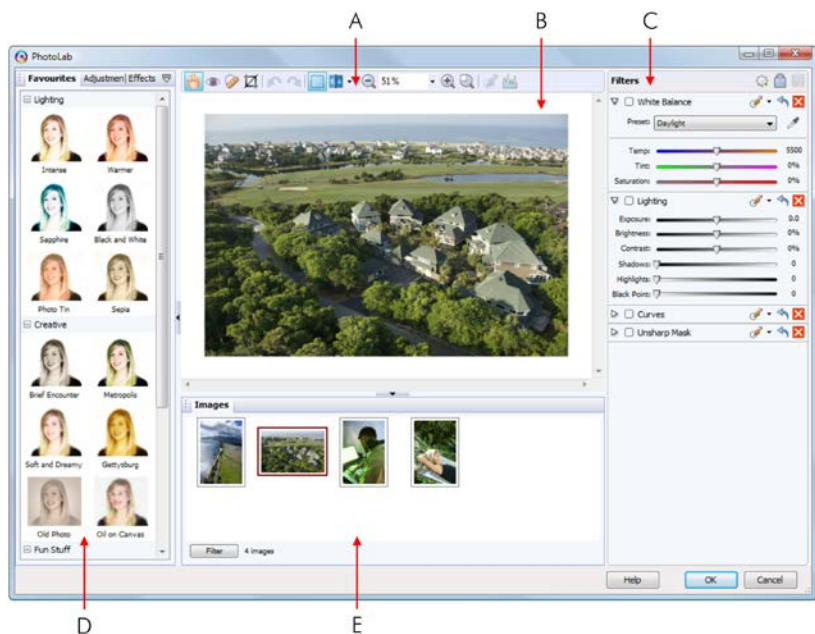 A
B
C
PhotoLab
Favourites Adjustmen Effects
51%
Filters
Lighting
Intense Warmer
Sapphire Black and White
Photo Tin Sepia
Creative
Brief Encounter Metropolis
Soft and Dreamy Gettysburg
Old Photo Oil on Canvas
Fun Stuff
White Balance
Preset: Daylight
Temp: 5500
Tint: 0%
Saturation: 0%
Lighting
Exposure: 0.0
Brightness: 0%
Contrast: 0%
Shadows: 0
Highlights: 0
Black Point: 0
Curves
Unsharp Mask
Images
Filter 4 images
Help OK Cancel
D
E